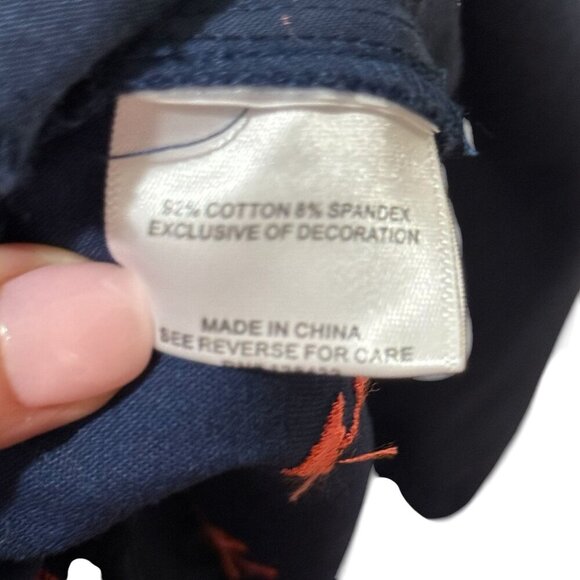 92% COTTON 8% SPANDEX
EXCLUSIVE OF DECORATION
MADE IN CHINA
SEE REVERSE FOR CARE